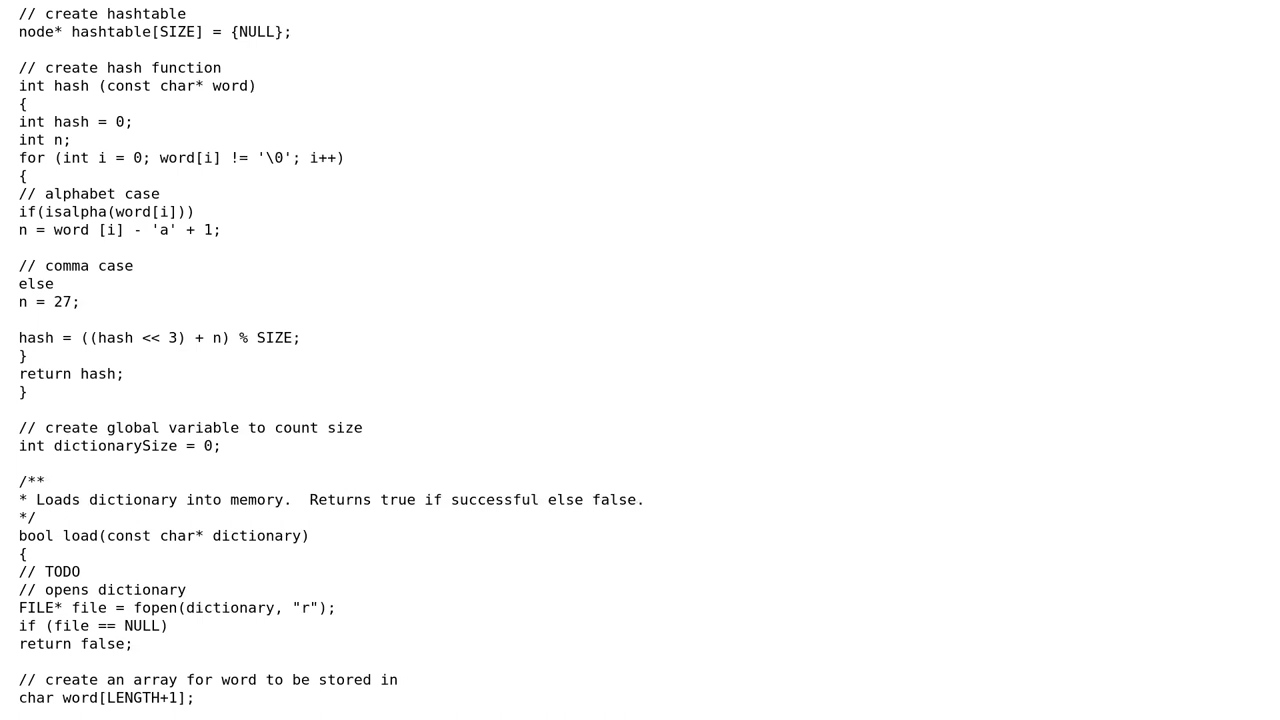 // create hashtable
node* hashtable[SIZE] = {NULL};
// create hash function
int hash (const char* word)
{
int hash = 0;
int n;
for (int i = 0; word[i] != '\0'; i++)
{
// alphabet case
if(isalpha(word[i]))
n = word [i] - 'a' + 1;
// comma case
else
n = 27;
hash = ((hash << 3) + n) % SIZE;
}
return hash;
}
// create global variable to count size
int dictionarySize = 0;
/**
* Loads dictionary into memory.  Returns true if successful else false.
*/
bool load(const char* dictionary)
{
// TODO
// opens dictionary
FILE* file = fopen(dictionary, "r");
if (file == NULL)
return false;
// create an array for word to be stored in
char word[LENGTH+1];